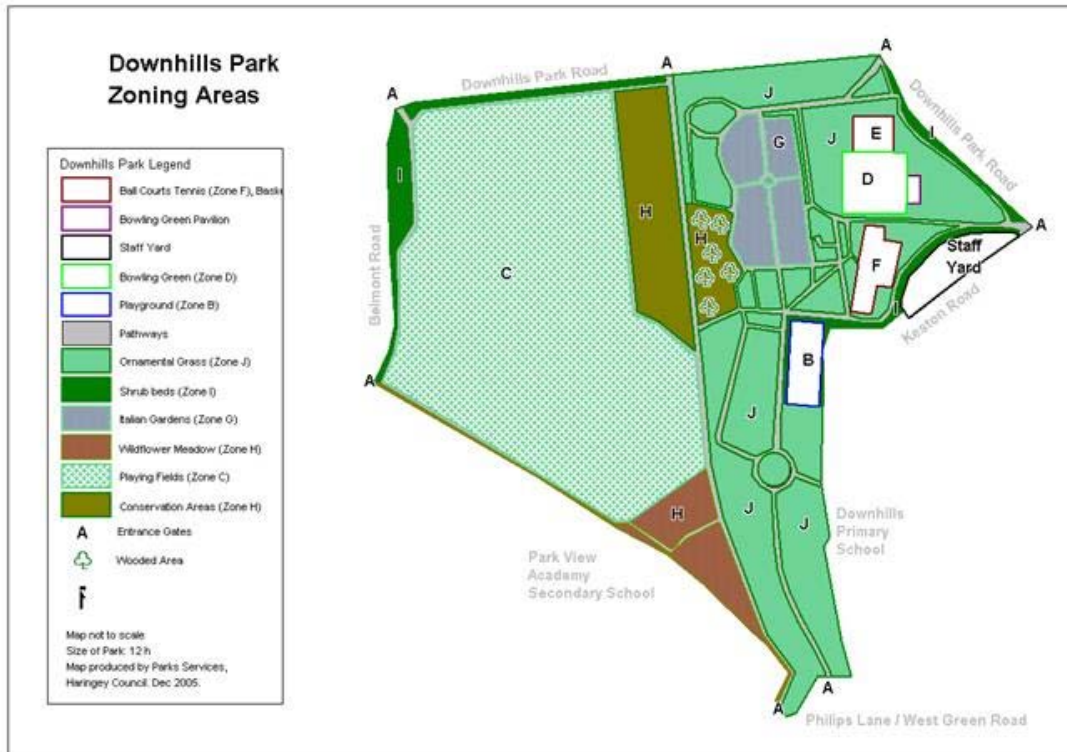 Downhills Park
Zoning Areas
Downhills Park Legend
Ball Courts Tennis (Zone F), Baske
Bowling Green Pavilion
Staff Yard
Bowling Green (Zone D)
Playground (Zone B)
Pathways
Ornamental Grass (Zone J)
Shrub beds (Zone I)
Italian Gardens (Zone G)
Wildflower Meadow (Zone H)
Playing Fields (Zone C)
Conservation Areas (Zone H)
A Entrance Gates
Wooded Area
Map not to scale
Size of Park: 12 h
Map produced by Parks Services,
Haringey Council. Dec 2005.
A
A
A
Downhills Park Road
J
G
J
E
D
I
Downhills Park Road
A
I
Belmont Road
C
H
H
F
Staff
Yard
I
Keston Road
A
B
J
H
J
J
Downhills
Primary
School
Park View
Academy
Secondary School
A
A
Philips Lane / West Green Road